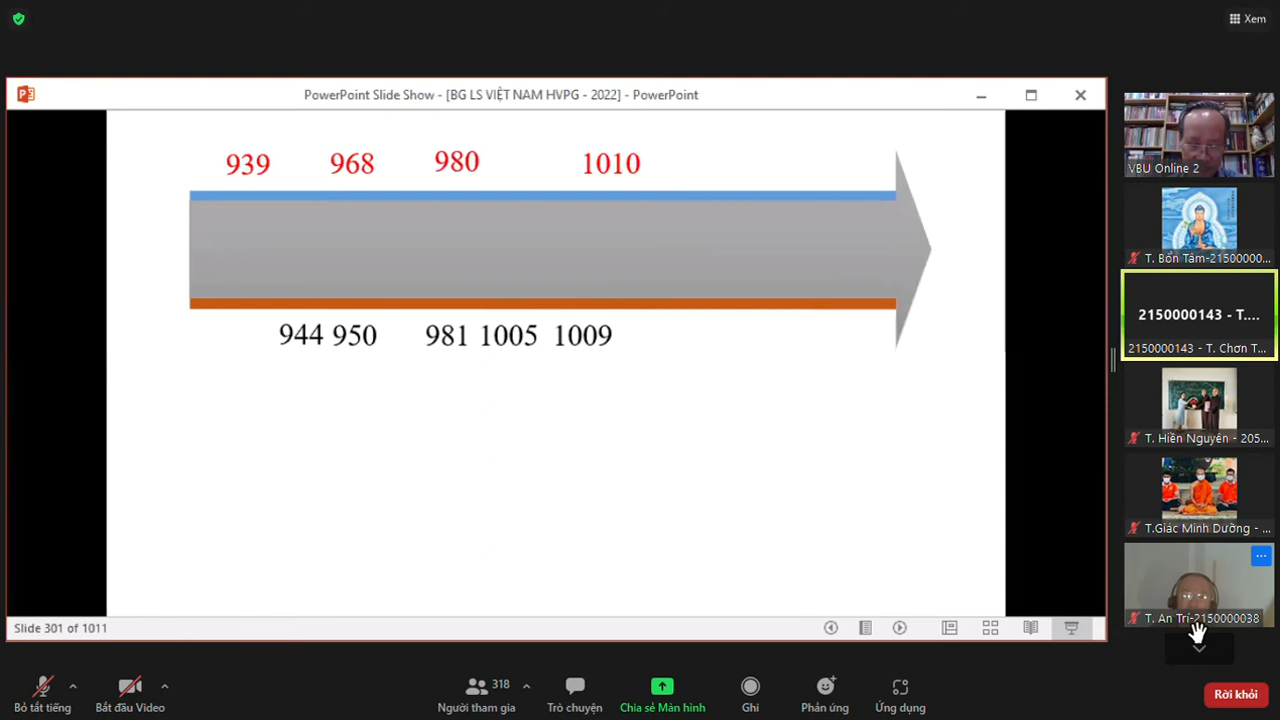 Xem
PowerPoint Slide Show - [BG LS VIỆT NAM HVPG - 2022] - PowerPoint
939 968 980 1010
944 950 981 1005 1009
Slide 301 of 1011
VBU Online 2
T. Bổn Tâm-21500000...
2150000143 - T....
2150000143 - T. Chơn T...
T. Hiền Nguyên - 205...
T.Giác Minh Dưỡng - ...
T. An Trí-2150000038
Bỏ tắt tiếng
Bắt đầu Video
318
Người tham gia
Trò chuyện
Chia sẻ Màn hình
Ghi
Phản ứng
Ứng dụng
Rời khỏi